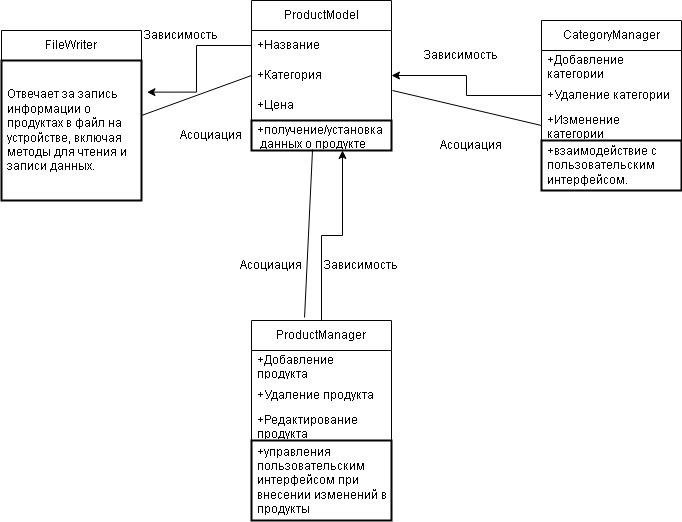 ProductModel
+Название
+Категория
+Цена
+получение/установка
данных о продукте
FileWriter
Отвечает за запись
информации о
продуктах в файл на
устройстве, включая
методы для чтения и
записи данных.
Зависимость
Асоциация
CategoryManager
+Добавление
категории
+Удаление категории
+Изменение
категории
+взаимодействие с
пользовательским
интерфейсом.
Зависимость
Асоциация
Асоциация
Зависимость
ProductManager
+Добавление
продукта
+Удаление продукта
+Редактирование
продукта
+управления
пользовательским
интерфейсом при
внесении изменений в
продукты